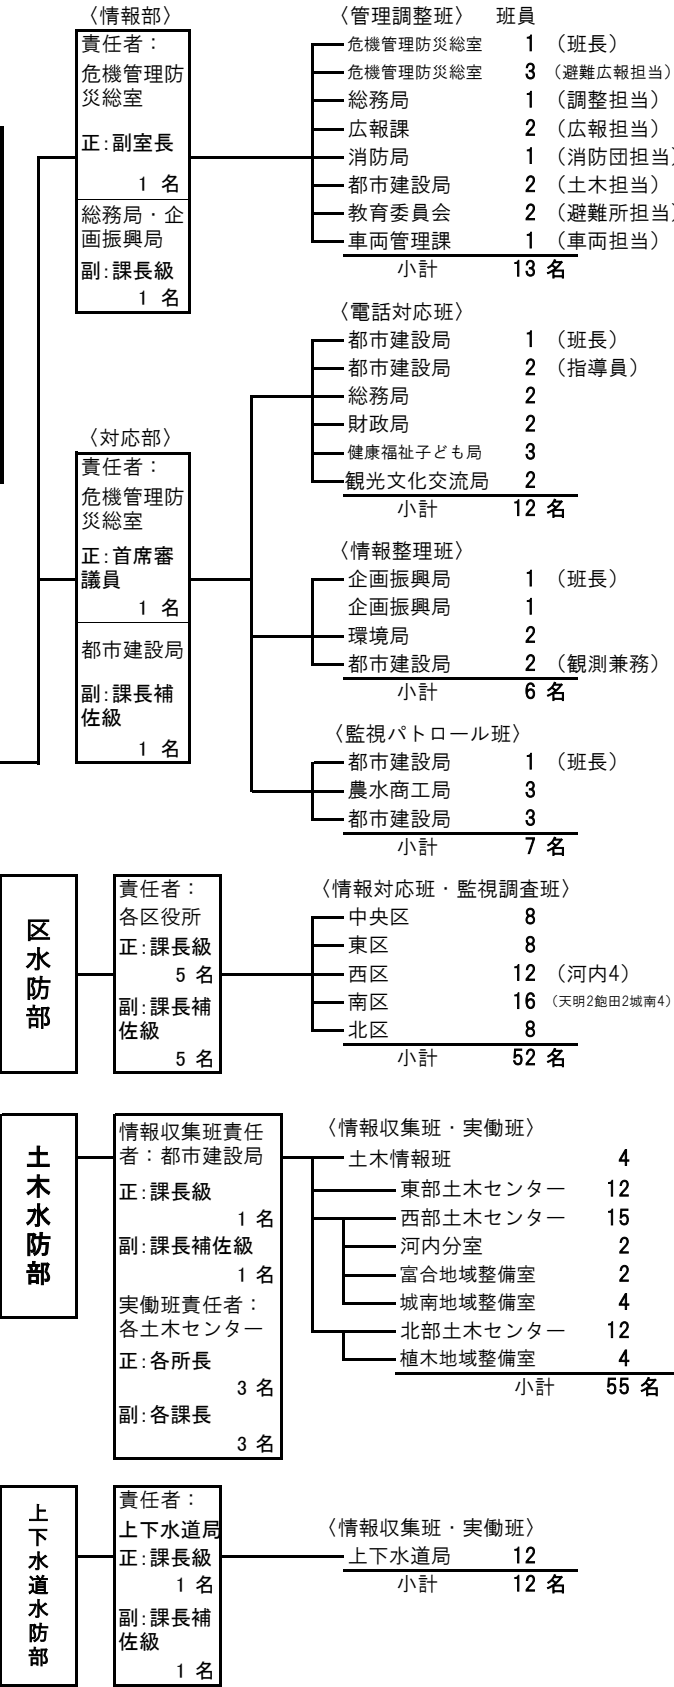 〈情報部〉
責任者：
危機管理防
災総室
正：副室長
1 名
総務局・企
画振興局
副：課長級
1 名
〈管理調整班〉 班員
危機管理防災総室 1 （班長）
危機管理防災総室 3 （避難広報担当）
総務局 1 （調整担当）
広報課 2 （広報担当）
消防局 1 （消防団担当）
都市建設局 2 （土木担当）
教育委員会 2 （避難所担当）
車両管理課 1 （車両担当）
小計 13 名
〈対応部〉
責任者：
危機管理防
災総室
正：首席審
議員
1 名
都市建設局
副：課長補
佐級
1 名
〈電話対応班〉
都市建設局 1 （班長）
都市建設局 2 （指導員）
総務局 2
財政局 2
健康福祉子ども局 3
観光文化交流局 2
小計 12 名
〈情報整理班〉
企画振興局 1 （班長）
企画振興局 1
環境局 2
都市建設局 2 （観測兼務）
小計 6 名
〈監視パトロール班〉
都市建設局 1 （班長）
農水商工局 3
都市建設局 3
小計 7 名
区水防部
責任者：
各区役所
正：課長級
5 名
副：課長補
佐級
5 名
〈情報対応班・監視調査班〉
中央区 8
東区 8
西区 12 （河内4）
南区 16 （天明2飽田2城南4）
北区 8
小計 52 名
土木水防部
情報収集班責任
者：都市建設局
正：課長級
1 名
副：課長補佐級
1 名
実働班責任者：
各土木センター
正：各所長
3 名
副：各課長
3 名
〈情報収集班・実働班〉
土木情報班 4
東部土木センター 12
西部土木センター 15
河内分室 2
富合地域整備室 2
城南地域整備室 4
北部土木センター 12
植木地域整備室 4
小計 55 名
上下水道水防部
責任者：
上下水道局
正：課長級
1 名
副：課長補
佐級
1 名
〈情報収集班・実働班〉
上下水道局 12
小計 12 名